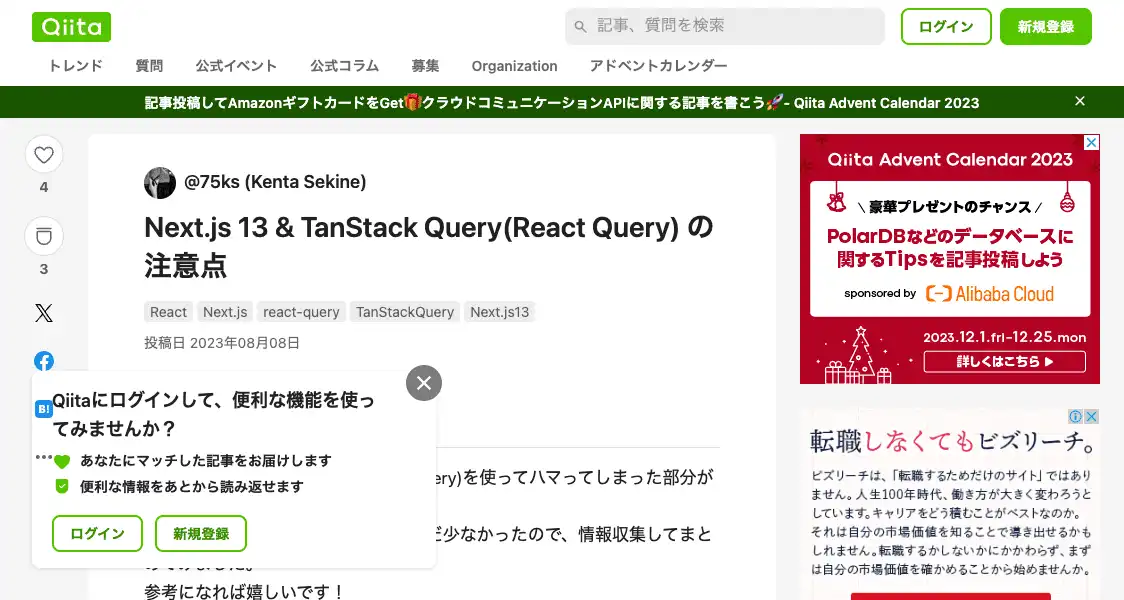 Qiita
記事、質問を検索
ログイン
新規登録
トレンド 質問 公式イベント 公式コラム 募集 Organization アドベントカレンダー
記事投稿してAmazonギフトカードをGet🎁クラウドコミュニケーションAPIに関する記事を書こう🚀- Qiita Advent Calendar 2023
4
3
@75ks (Kenta Sekine)
Next.js 13 & TanStack Query(React Query) の
注意点
React Next.js react-query TanStackQuery Next.js13
投稿日 2023年08月08日
B!
Qiitaにログインして、便利な機能を使っ
てみませんか？
あなたにマッチした記事をお届けします
便利な情報をあとから読み返せます
ログイン
新規登録
ery)を使ってハマってしまった部分が
少なかったので、情報収集してまと
参考になれば嬉しいです！
Qiita Advent Calendar 2023
\ 豪華プレゼントのチャンス /
PolarDBなどのデータベースに
関するTipsを記事投稿しよう
sponsored by Alibaba Cloud
2023.12.1.fri-12.25.mon
詳しくはこちら ▶
転職しなくてもビズリーチ。
ビズリーチは、「転職するためだけのサイト」ではあり
ません。人生100年時代、働き方が大きく変わろうと
しています。キャリアをどう積むことがベストなのか。
それは自分の市場価値を知ることで導き出せるかも
しれません。転職するかしないかにかかわらず、まず
は自分の市場価値を確かめることから始めませんか。